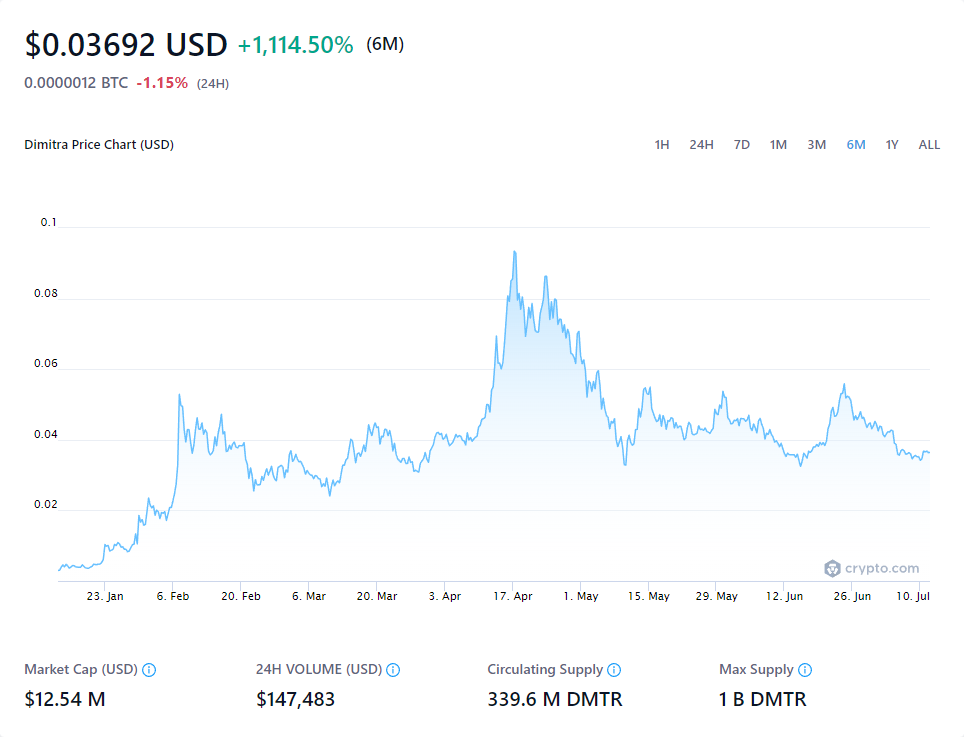 $0.03692 USD +1,114.50% (6M)
0.0000012 BTC -1.15% (24H)
Dimitra Price Chart (USD) 1H 24H 7D 1M 3M 6M 1Y ALL
0.1
0.08
0.06
0.04
0.02
crypto.com
23. Jan 6. Feb 20. Feb 6. Mar 20. Mar 3. Apr 17. Apr 1. May 15. May 29. May 12. Jun 26. Jun 10. Jul
Market Cap (USD) 24H VOLUME (USD) Circulating Supply Max Supply
$12.54 M $147,483 339.6 M DMTR 1 B DMTR